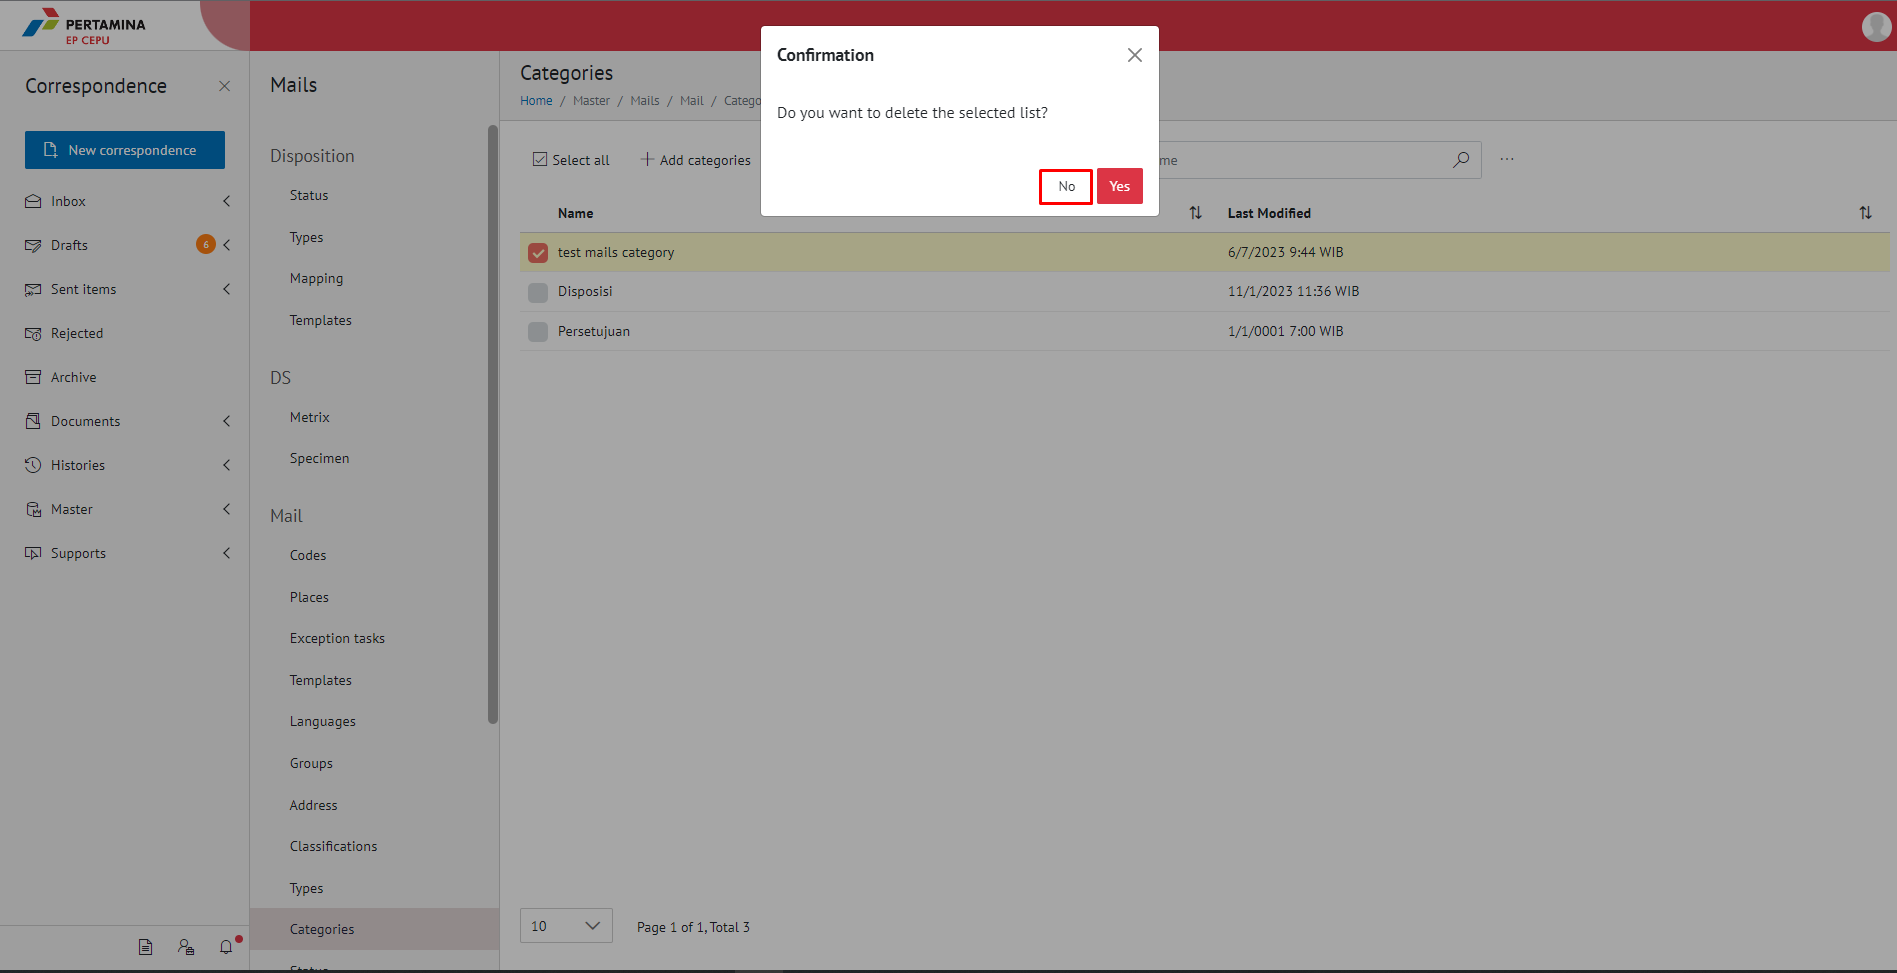 PERTAMINA
EP CEPU
Correspondence
New correspondence
Inbox
Drafts
6
Sent items
Rejected
Archive
Documents
Histories
Master
Supports
Mails
Disposition
Status
Types
Mapping
Templates
DS
Metrix
Specimen
Mail
Codes
Places
Exception tasks
Templates
Languages
Groups
Address
Classifications
Types
Categories
Status
Categories
Home / Master / Mails / Mail / Catego
Confirmation
Do you want to delete the selected list?
No
Yes
Select all
Add categories
me
Name
Last Modified
test mails category
6/7/2023 9:44 WIB
Disposisi
11/1/2023 11:36 WIB
Persetujuan
1/1/0001 7:00 WIB
10
Page 1 of 1, Total 3